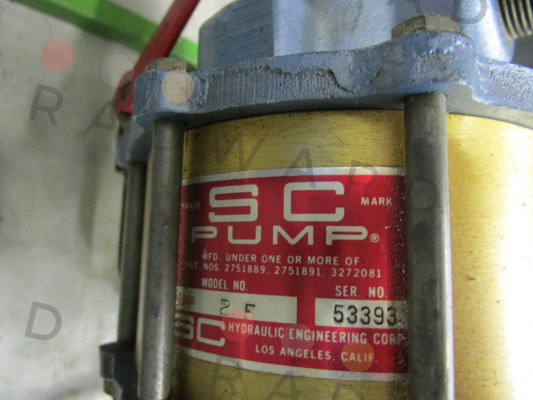 TRADE MARK
SC
PUMP®
MFD. UNDER ONE OR MORE OF
PAT. NOS. 2751889, 2751891, 3272081
MODEL NO. SER. NO.
53393
SC HYDRAULIC ENGINEERING CORP
LOS ANGELES, CALIF.